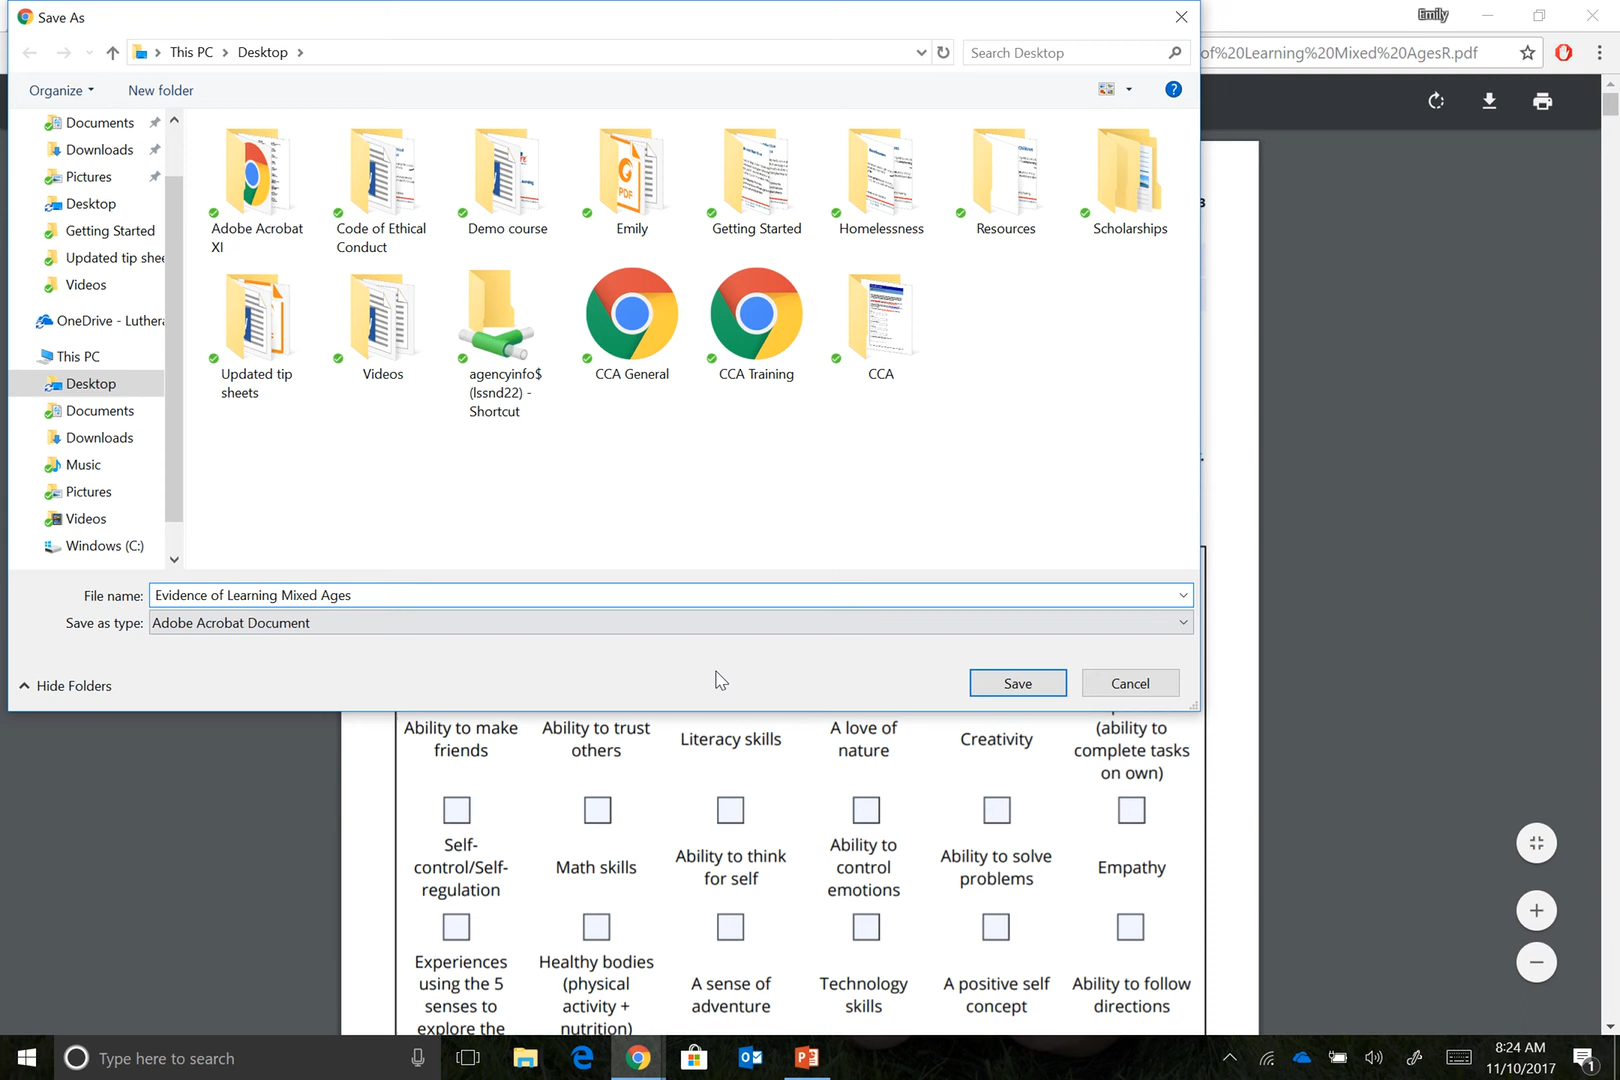 Save As
Emily
This PC
Desktop
Search Desktop
of%20Learning%20Mixed%20AgesR.pdf
Organize
New folder
Documents
Downloads
Pictures
Desktop
Getting Started
Updated tip shee
Videos
OneDrive - Luthera
This PC
Desktop
Documents
Downloads
Music
Pictures
Videos
Windows (C:)
Adobe Acrobat
XI
Code of Ethical
Conduct
Demo course
PDF
Emily
Getting Started
Homelessness
Resources
Scholarships
Updated tip
sheets
Videos
agencyinfo$
(lssnd22) -
Shortcut
CCA General
CCA Training
CCA
File name:
Evidence of Learning Mixed Ages
Save as type:
Adobe Acrobat Document
Hide Folders
Save
Cancel
Ability to make
friends
Ability to trust
others
Literacy skills
A love of
nature
Creativity
(ability to
complete tasks
on own)
Self-
control/Self-
regulation
Math skills
Ability to think
for self
Ability to
control
emotions
Ability to solve
problems
Empathy
Experiences
using the 5
senses to
explore the
Healthy bodies
(physical
activity +
nutrition)
A sense of
adventure
Technology
skills
A positive self
concept
Ability to follow
directions
Type here to search
8:24 AM
11/10/2017
1